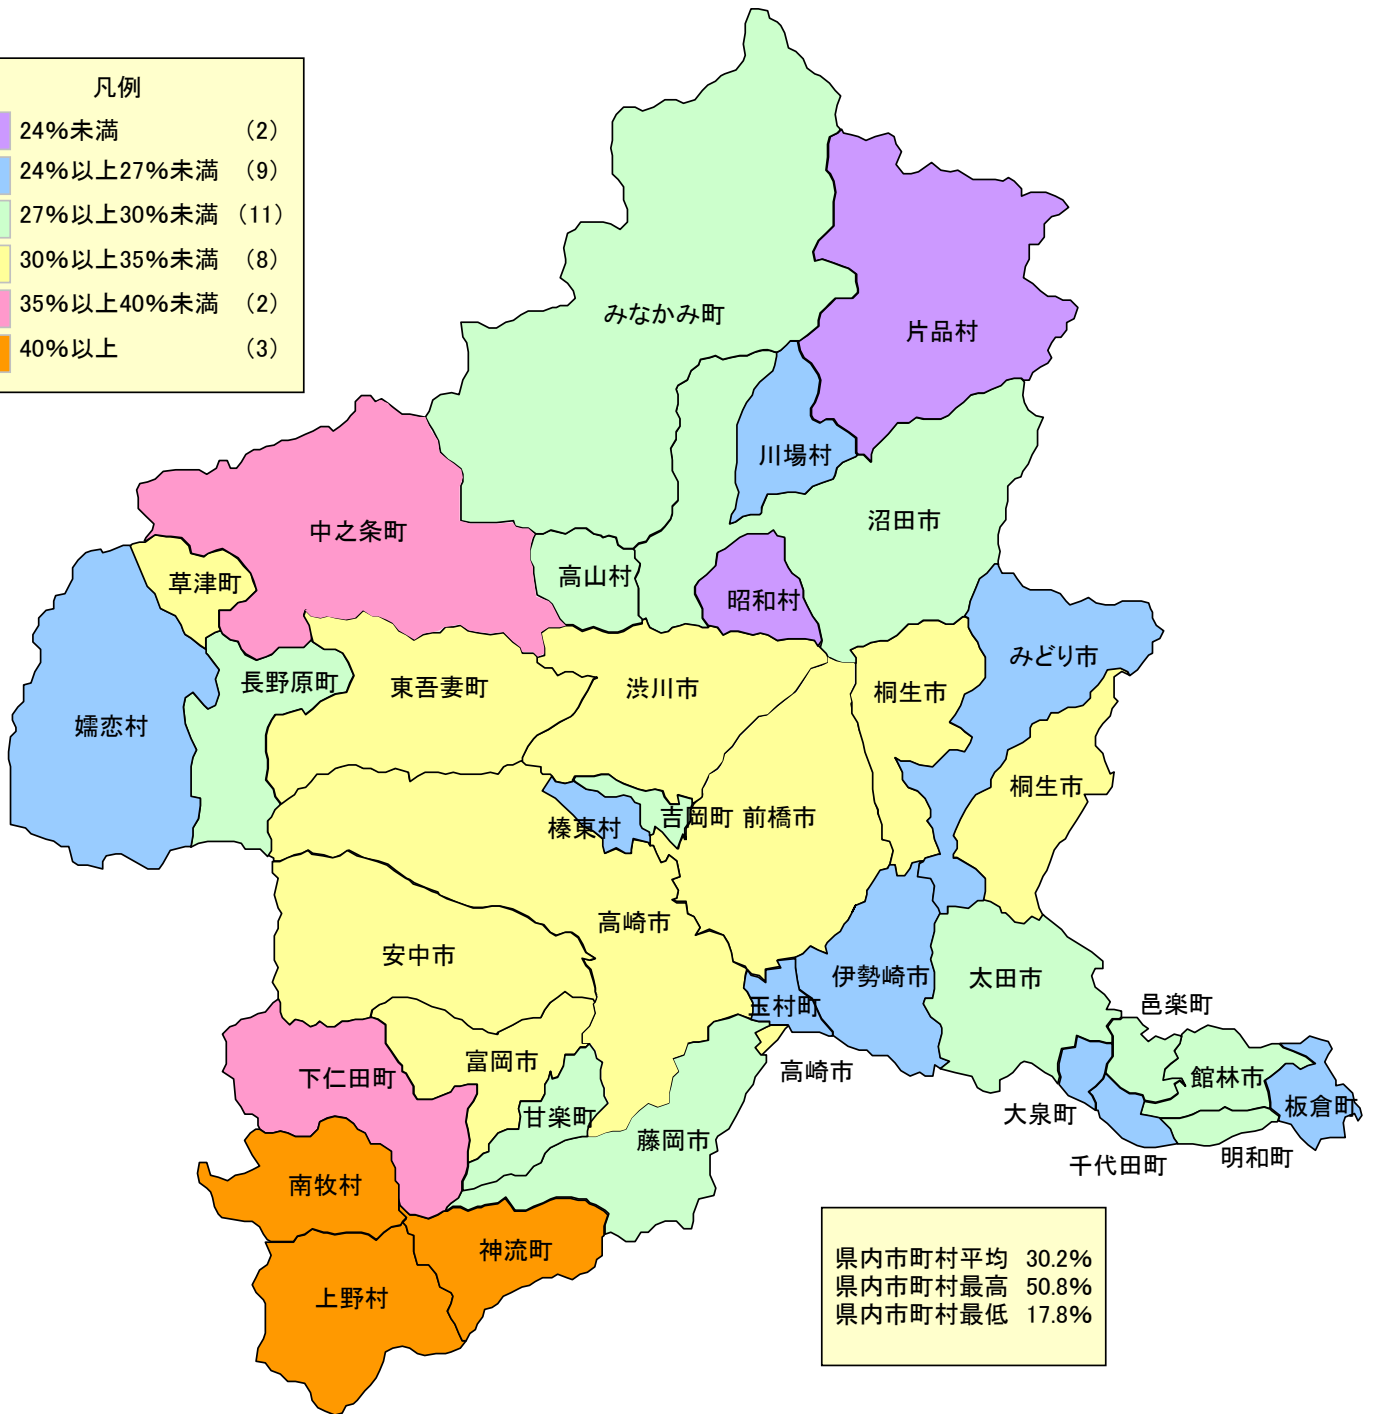 凡例
24%未満 （2）
24%以上27%未満 （9）
27%以上30%未満 （11）
30%以上35%未満 （8）
35%以上40%未満 （2）
40%以上 （3）
みなかみ町
片品村
川場村
中之条町
沼田市
高山村
草津町
昭和村
みどり市
長野原町
東吾妻町
渋川市
桐生市
嬬恋村
桐生市
榛東村
吉岡町
前橋市
高崎市
安中市
伊勢崎市
太田市
玉村町
邑楽町
富岡市
高崎市
下仁田町
館林市
甘楽町
大泉町
板倉町
藤岡市
千代田町
明和町
南牧村
神流町
上野村
県内市町村平均 30.2%
県内市町村最高 50.8%
県内市町村最低 17.8%